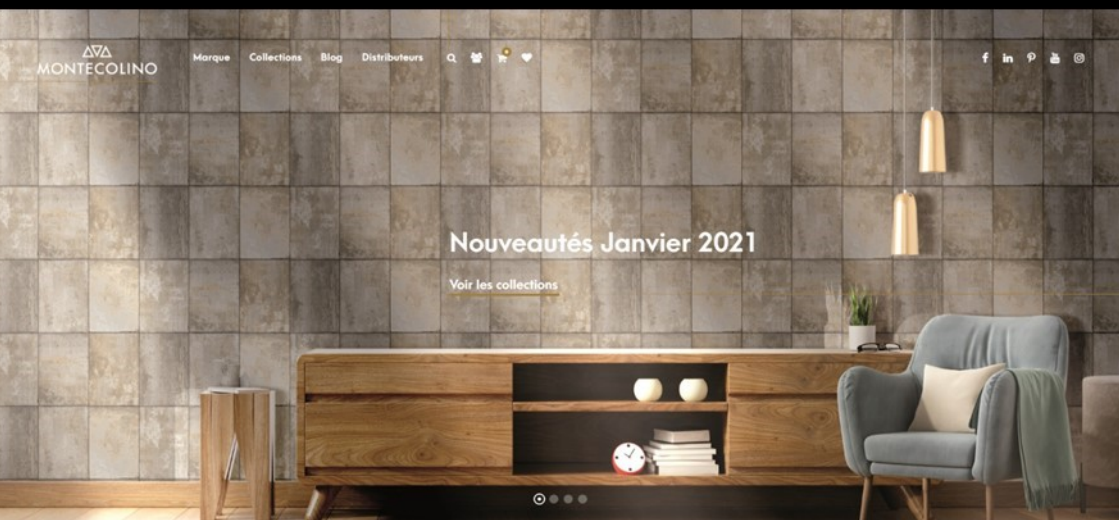 MONTECOLINO
Marque Collections Blog Distributeurs
Nouveautés Janvier 2021
Voir les collections